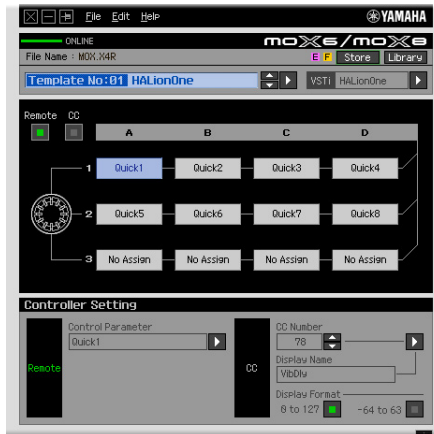 File Edit Help YAMAHA
ONLINE MOX6/MOX8
File Name : MOX.X4R E F Store Library
Template No:01 HALionOne VSTi HALionOne
Remote CC
A B C D
1 Quick1 Quick2 Quick3 Quick4
2 Quick5 Quick6 Quick7 Quick8
3 No Assign No Assign No Assign No Assign
Controller Setting
Control Parameter CC Number
Quick1 78
Remote CC Display Name
VibDly
Display Format
0 to 127 -64 to 63